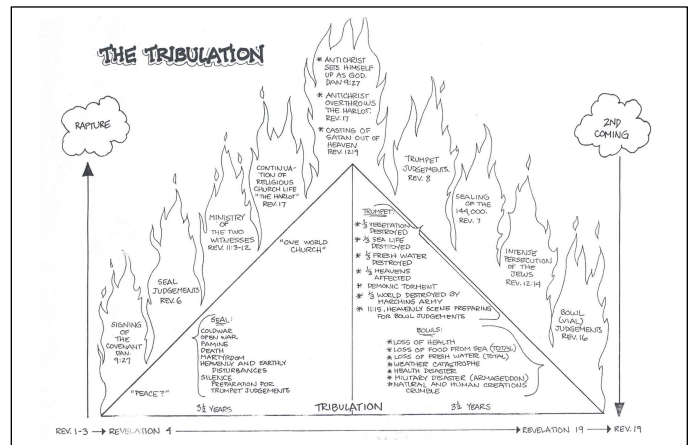 THE TRIBULATION
RAPTURE
2ND
COMING
SIGNING
OF
THE
COVENANT
DAN.
9:27
SEAL
JUDGEMENTS
REV. 6
MINISTRY
OF
THE TWO
WITNESSES
REV. 11:3-12
CONTINUA-
TION OF
RELIGIOUS
CHURCH LIFE
"THE HARLOT"
REV. 17
* ANTICHRIST
SETS HIMSELF
UP AS GOD.
DAN 9:27
* ANTICHRIST
OVERTHROWS
THE HARLOT.
REV. 17
* CASTING OF
SATAN OUT OF
HEAVEN
REV. 12:9
TRUMPET
JUDGEMENTS.
REV. 8
SEALING
OF THE
144,000.
REV. 7
INTENSE
PERSECUTION
OF THE
JEWS
REV. 12:14
BOWL
(VIAL)
JUDGEMENTS
REV. 16
"PEACE?"
"ONE WORLD
CHURCH"
SEAL:
COLDWAR
OPEN WAR
FAMINE
DEATH
MARTYRDOM
HEAVENLY AND EARTHLY
DISTURBANCES
SILENCE
PREPARATION FOR
TRUMPET JUDGEMENTS
TRUMPET:
* 1/3 VEGETATION
DESTROYED
* 1/3 SEA LIFE
DESTROYED
* 1/3 FRESH WATER
DESTROYED
* 1/3 HEAVENS
AFFECTED
* DEMONIC TORMENT
* 1/3 WORLD DESTROYED BY
MARCHING ARMY
* 11:15, HEAVENLY SCENE PREPARING
FOR BOWL JUDGEMENTS
BOWLS:
* LOSS OF HEALTH
* LOSS OF FOOD FROM SEA (TOTAL)
* LOSS OF FRESH WATER (TOTAL)
* WEATHER CATASTROPHE
* HEALTH DISASTER
* MILITARY DISASTER (ARMAGEDDON)
* NATURAL AND HUMAN CREATIONS
CRUMBLE
3½ YEARS
TRIBULATION
3½ YEARS
REV. 1-3 → REVELATION 4 → REVELATION 19 → REV. 19